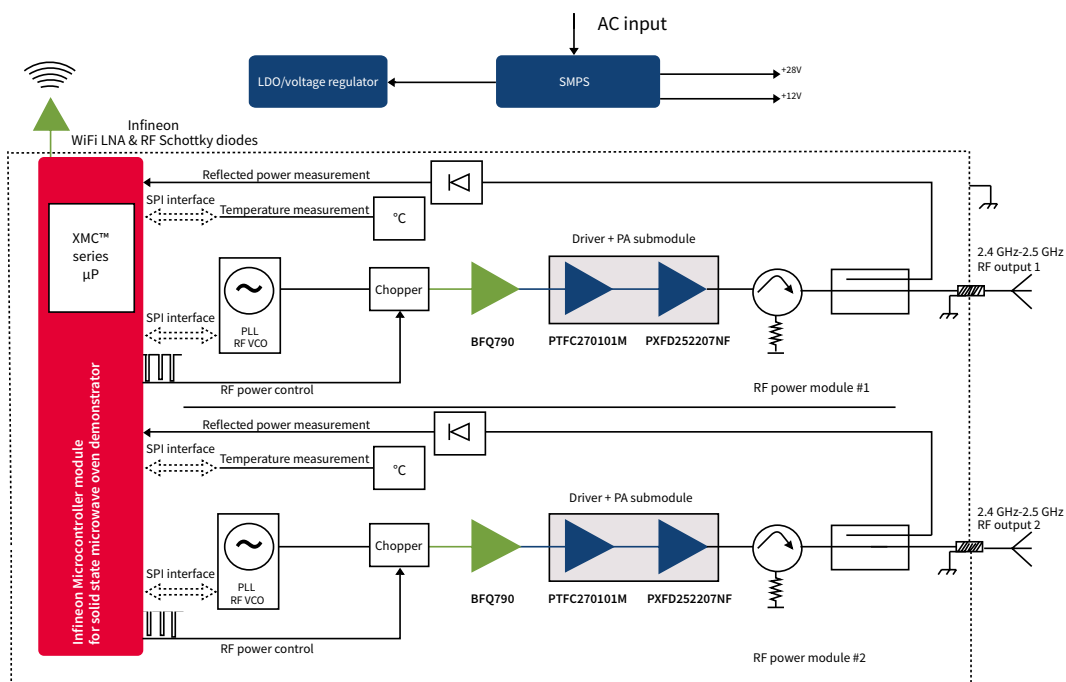 AC input
LDO/voltage regulator
SMPS
+28V
+12V
Infineon
WiFi LNA & RF Schottky diodes
Reflected power measurement
SPI interface
Temperature measurement
°C
XMC™
series
µP
Driver + PA submodule
2.4 GHz-2.5 GHz
RF output 1
Chopper
SPI interface
PLL
RF VCO
BFQ790
PTFC270101M
PXFD252207NF
RF power control
RF power module #1
Infineon Microcontroller module
for solid state microwave oven demonstrator
Reflected power measurement
SPI interface
Temperature measurement
°C
Driver + PA submodule
2.4 GHz-2.5 GHz
RF output 2
Chopper
SPI interface
PLL
RF VCO
BFQ790
PTFC270101M
PXFD252207NF
RF power control
RF power module #2